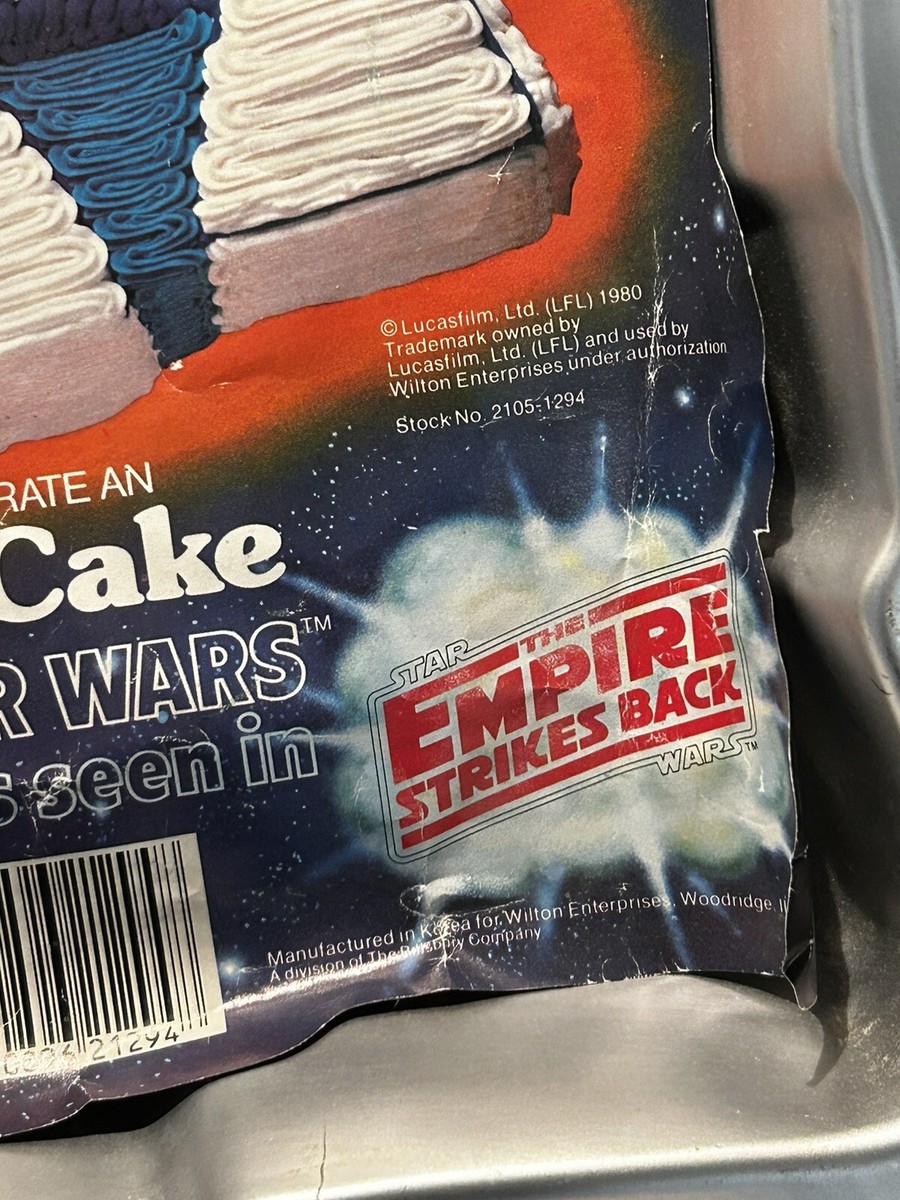 © Lucasfilm, Ltd. (LFL) 1980
Trademark owned by
Lucasfilm, Ltd. (LFL) and used by
Wilton Enterprises under authorization
Stock No. 2105-1294
RATE AN
Cake
R WARS™
s seen in
STAR
THE
EMPIRE
STRIKES BACK
WARS™
21294
Manufactured in Korea for Wilton Enterprises, Woodridge, Il
A division of The Pillsbury Company